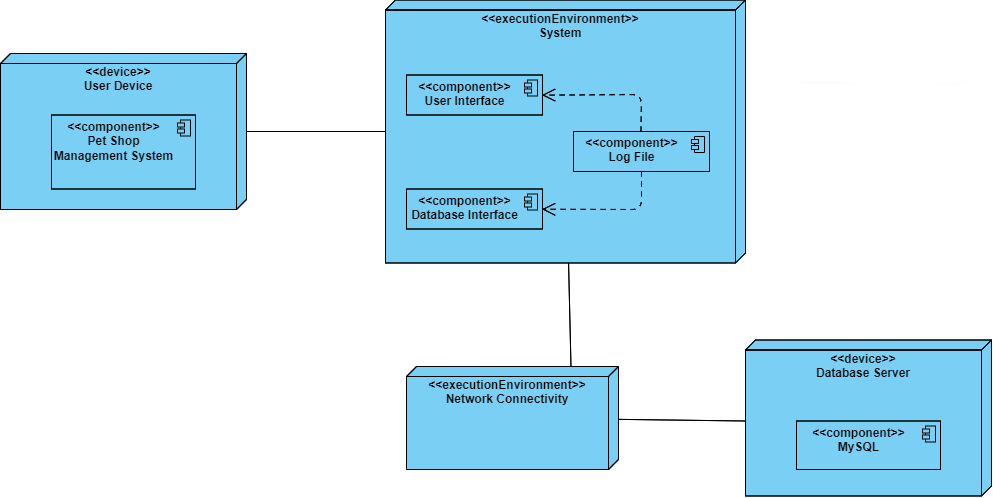 <<executionEnvironment>>
System
<<device>>
User Device
<<component>>
Pet Shop
Management System
<<component>>
User Interface
<<component>>
Log File
<<component>>
Database Interface
<<executionEnvironment>>
Network Connectivity
<<device>>
Database Server
<<component>>
MySQL